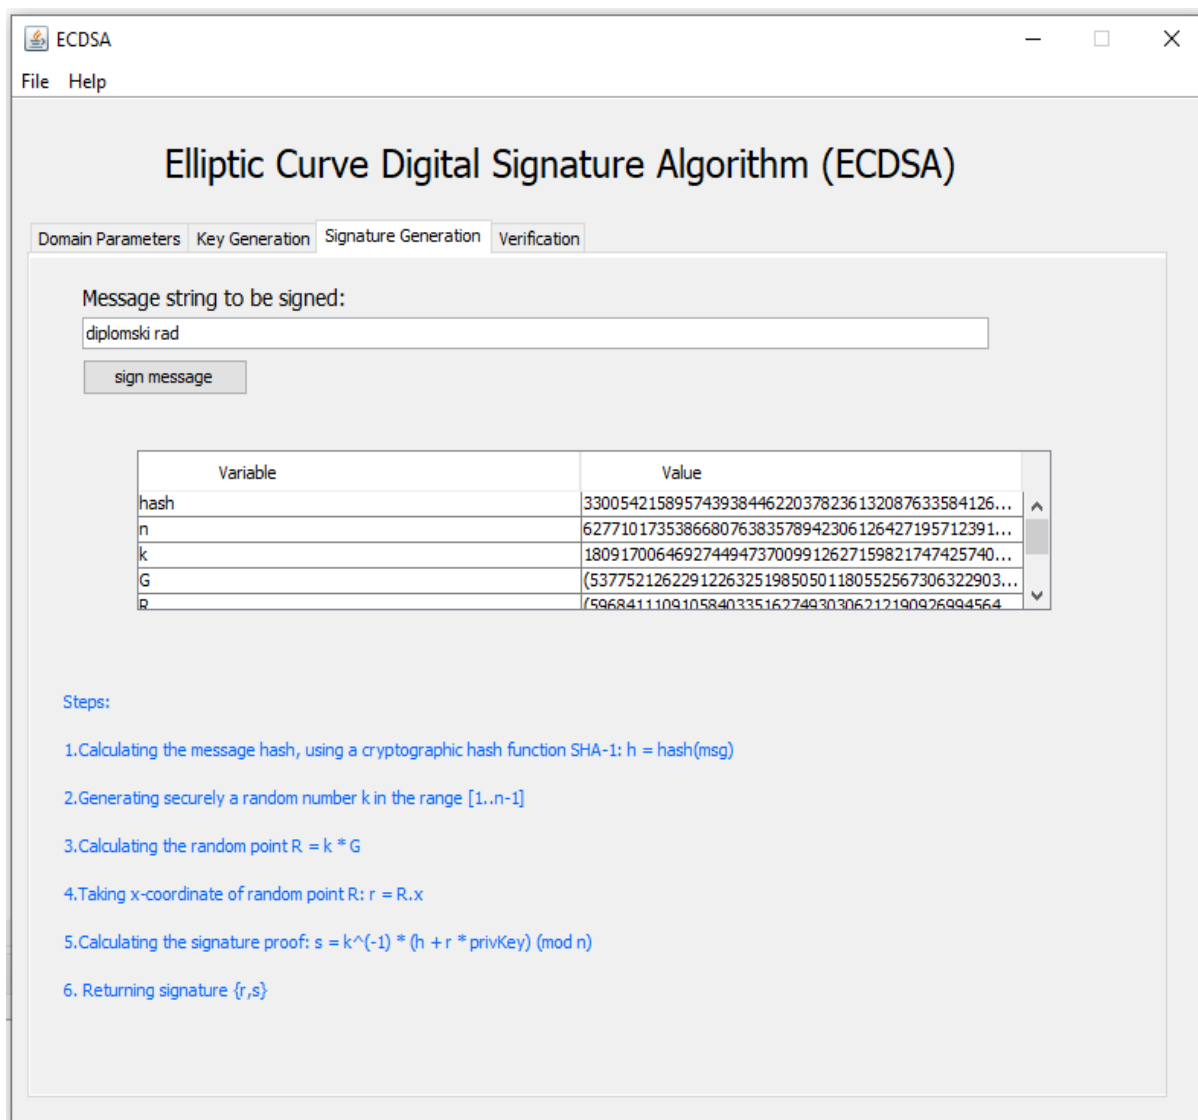 ECDSA
File Help
Elliptic Curve Digital Signature Algorithm (ECDSA)
Domain Parameters Key Generation Signature Generation Verification
Message string to be signed:
diplomski rad
sign message
Variable Value
hash 330054215895743938446220378236132087633584126...
n 627710173538668076383578942306126427195712391...
k 180917006469274494737009912627159821747425740...
G (537752126229122632519850501180552567306322903...
R (596841110910584033516274930306212190926994564
Steps:
1.Calculating the message hash, using a cryptographic hash function SHA-1: h = hash(msg)
2.Generating securely a random number k in the range [1..n-1]
3.Calculating the random point R = k * G
4.Taking x-coordinate of random point R: r = R.x
5.Calculating the signature proof: s = k^(-1) * (h + r * privKey) (mod n)
6. Returning signature {r,s}